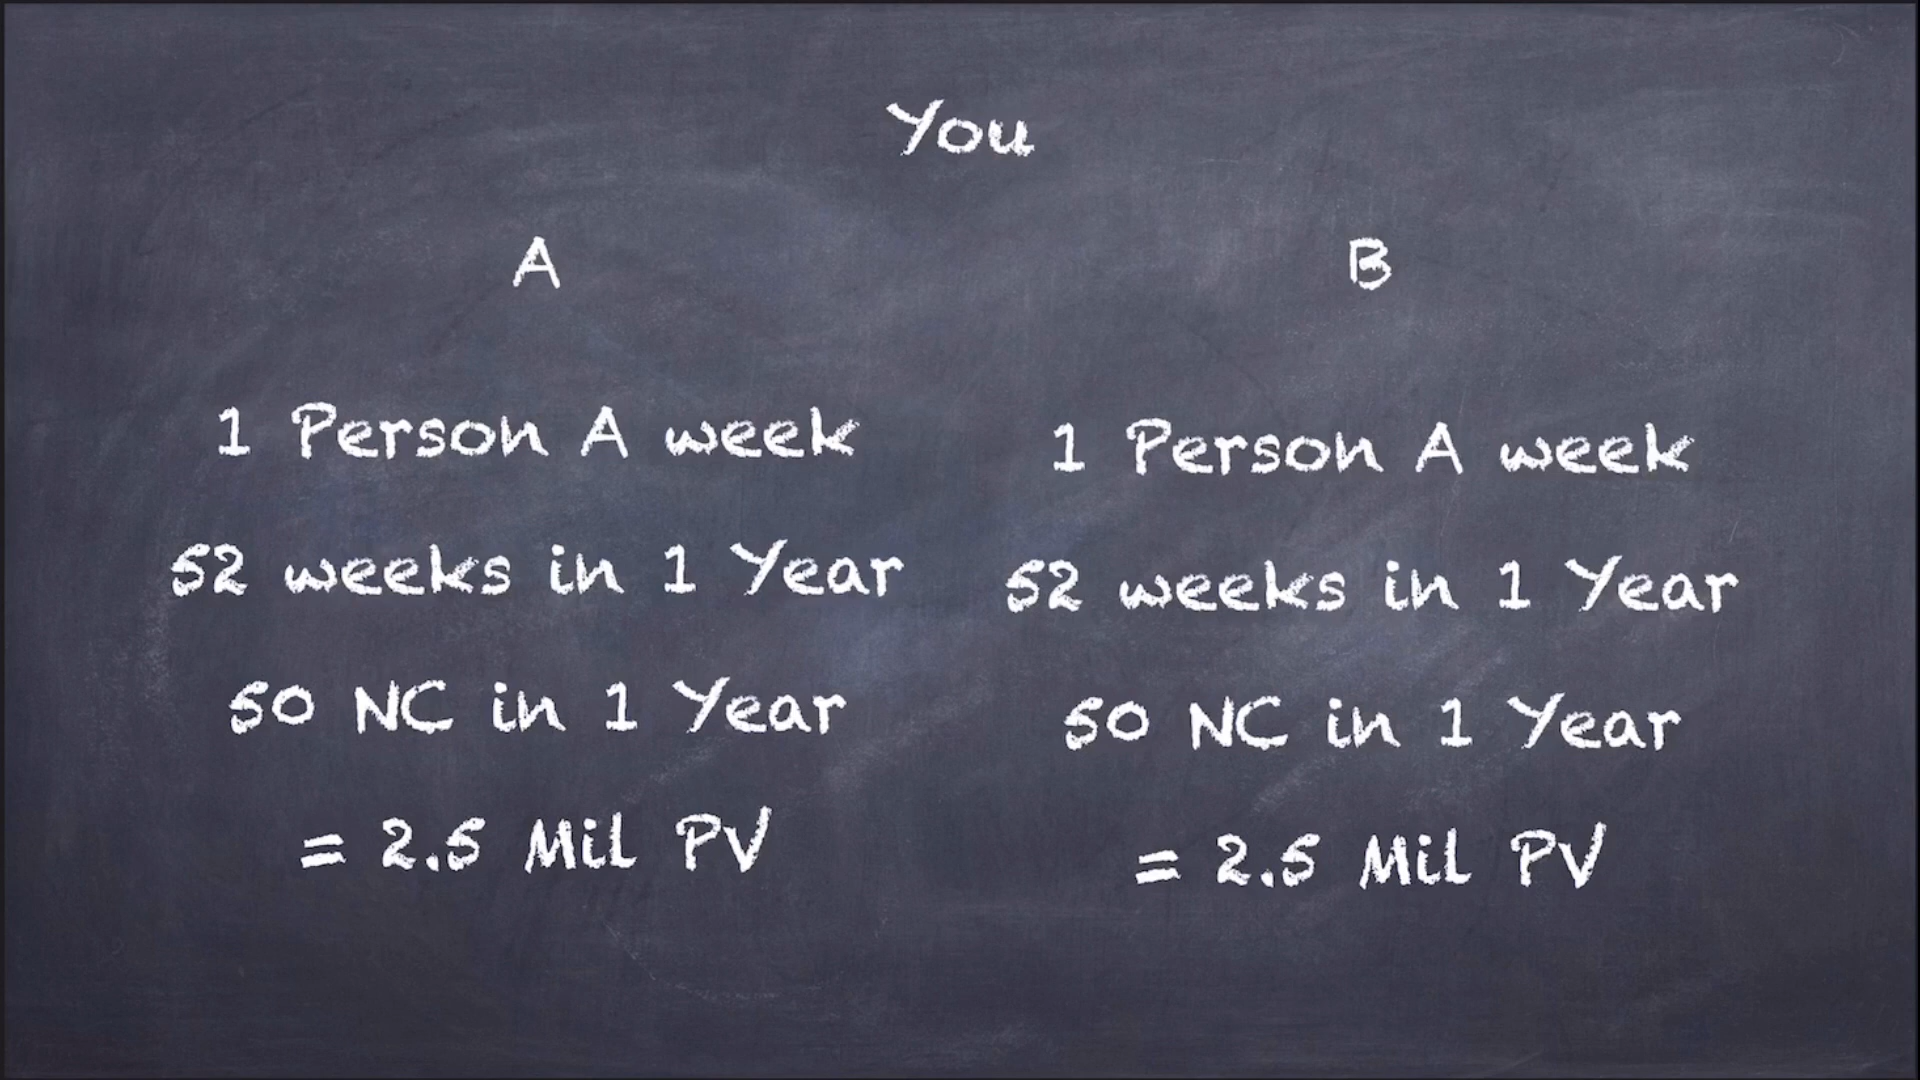 You
A
1 Person A week
52 weeks in 1 Year
50 NC in 1 Year
= 2.5 Mil PV
B
1 Person A week
52 weeks in 1 Year
50 NC in 1 Year
= 2.5 Mil PV